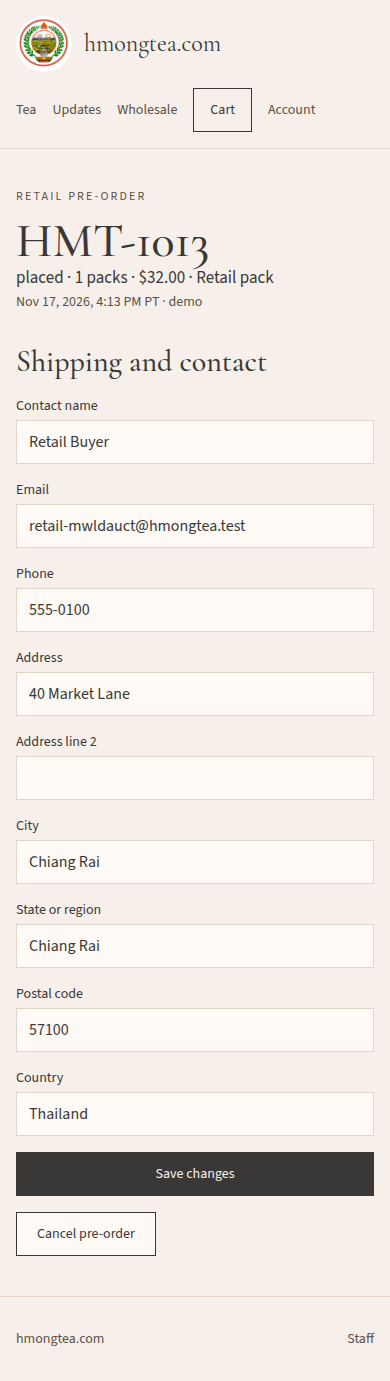 hmongtea.com
Tea Updates Wholesale Cart Account
RETAIL PRE-ORDER
HMT-1013
placed · 1 packs · $32.00 · Retail pack
Nov 17, 2026, 4:13 PM PT · demo
Shipping and contact
Contact name
Retail Buyer
Email
retail-mwldauct@hmongtea.test
Phone
555-0100
Address
40 Market Lane
Address line 2
City
Chiang Rai
State or region
Chiang Rai
Postal code
57100
Country
Thailand
Save changes
Cancel pre-order
hmongtea.com Staff